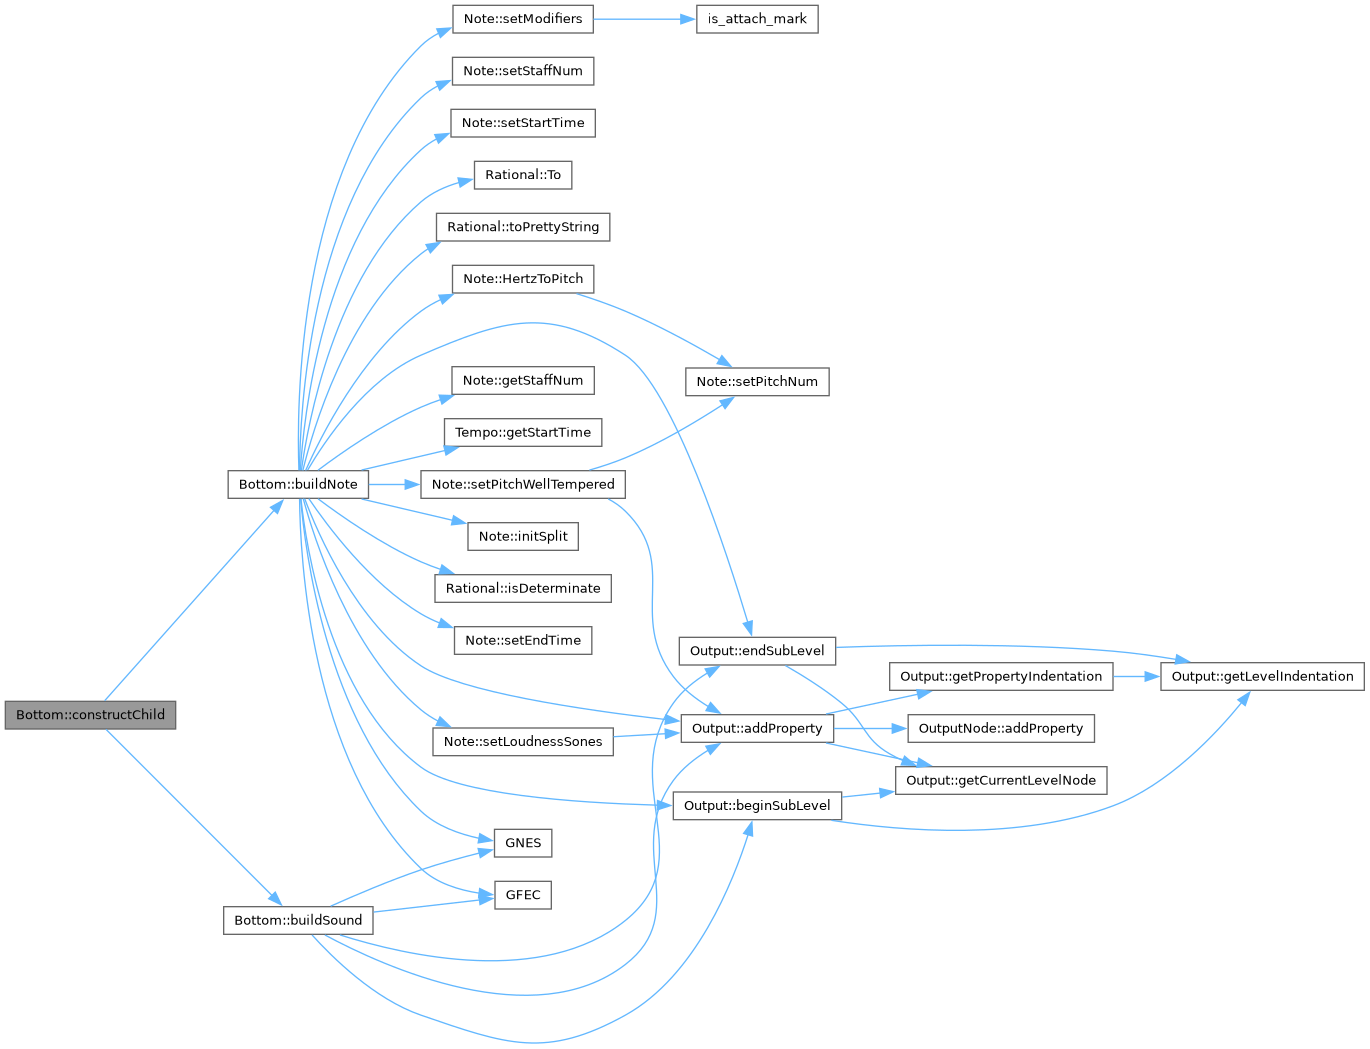 Note::setModifiers
is_attach_mark
Note::setStaffNum
Note::setStartTime
Rational::To
Rational::toPrettyString
Note::HertzToPitch
Note::getStaffNum
Note::setPitchNum
Tempo::getStartTime
Bottom::buildNote
Note::setPitchWellTempered
Note::initSplit
Rational::isDeterminate
Note::setEndTime
Output::endSubLevel
Output::getPropertyIndentation
Output::getLevelIndentation
Bottom::constructChild
Note::setLoudnessSones
Output::addProperty
OutputNode::addProperty
Output::getCurrentLevelNode
Output::beginSubLevel
GNES
GFEC
Bottom::buildSound